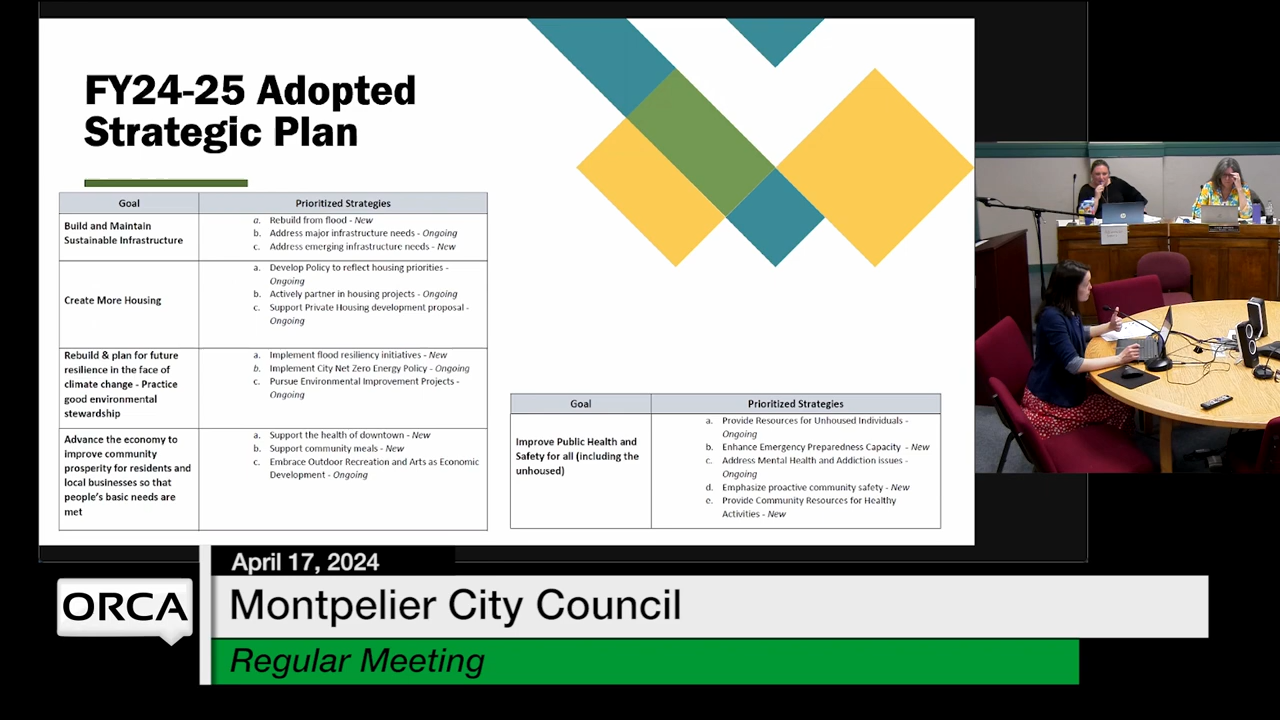 FY24-25 Adopted
Strategic Plan
Goal
Prioritized Strategies
Build and Maintain
Sustainable Infrastructure
a. Rebuild from flood - New
b. Address major infrastructure needs - Ongoing
c. Address emerging infrastructure needs - New
Create More Housing
a. Develop Policy to reflect housing priorities -
Ongoing
b. Actively partner in housing projects - Ongoing
c. Support Private Housing development proposal -
Ongoing
Rebuild & plan for future
resilience in the face of
climate change - Practice
good environmental
stewardship
a. Implement flood resiliency initiatives - New
b. Implement City Net Zero Energy Policy - Ongoing
c. Pursue Environmental Improvement Projects -
Ongoing
Advance the economy to
improve community
prosperity for residents and
local businesses so that
people's basic needs are
met
a. Support the health of downtown - New
b. Support community meals - New
c. Embrace Outdoor Recreation and Arts as Economic
Development - Ongoing
Goal
Prioritized Strategies
Improve Public Health and
Safety for all (including the
unhoused)
a. Provide Resources for Unhoused Individuals -
Ongoing
b. Enhance Emergency Preparedness Capacity - New
c. Address Mental Health and Addiction issues -
Ongoing
d. Emphasize proactive community safety - New
e. Provide Community Resources for Healthy
Activities - New
April 17, 2024
ORCA
Montpelier City Council
Regular Meeting